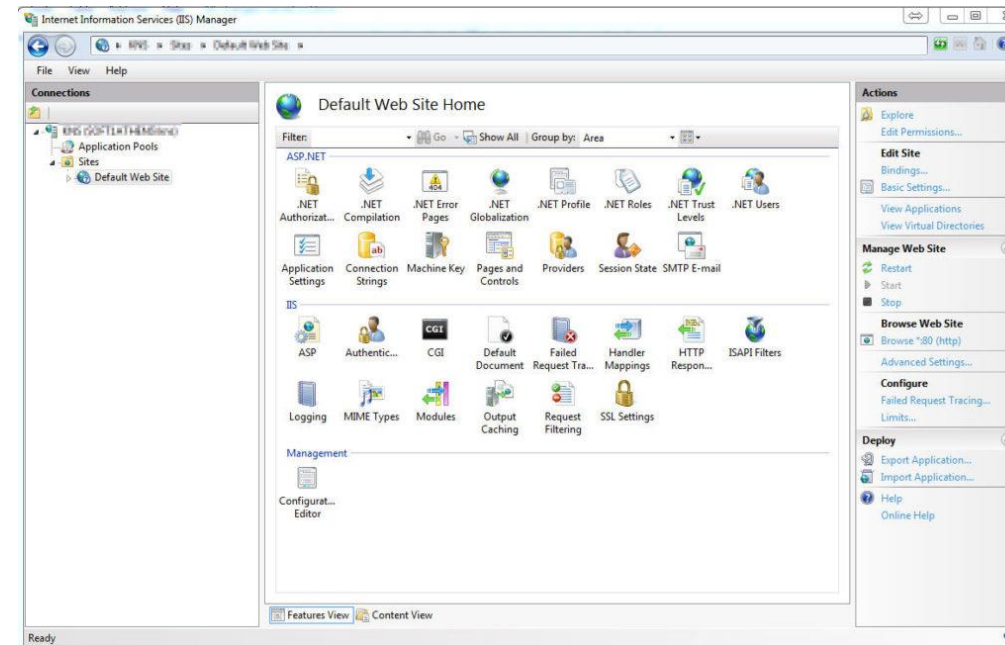 Internet Information Services (IIS) Manager
Sites
Default Web Site
File View Help
Connections
Application Pools
Sites
Default Web Site
Default Web Site Home
Filter: Go Show All Group by: Area
ASP.NET
.NET Authorizat...
.NET Compilation
.NET Error Pages
.NET Globalization
.NET Profile
.NET Roles
.NET Trust Levels
.NET Users
Application Settings
Connection Strings
Machine Key
Pages and Controls
Providers
Session State
SMTP E-mail
IIS
ASP
Authentic...
CGI
Default Document
Failed Request Tra...
Handler Mappings
HTTP Respon...
ISAPI Filters
Logging
MIME Types
Modules
Output Caching
Request Filtering
SSL Settings
Management
Configurat... Editor
Features View Content View
Actions
Explore
Edit Permissions...
Edit Site
Bindings...
Basic Settings...
View Applications
View Virtual Directories
Manage Web Site
Restart
Start
Stop
Browse Web Site
Browse *:80 (http)
Advanced Settings...
Configure
Failed Request Tracing...
Limits...
Deploy
Export Application...
Import Application...
Help
Online Help
Ready